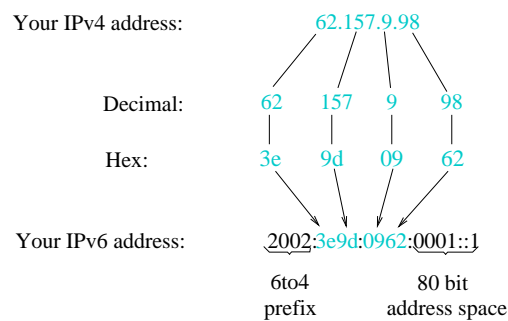 Your IPv4 address: 62.157.9.98
Decimal: 62 157 9 98
Hex: 3e 9d 09 62
Your IPv6 address: 2002:3e9d:0962:0001::1
6to4 80 bit
prefix address space